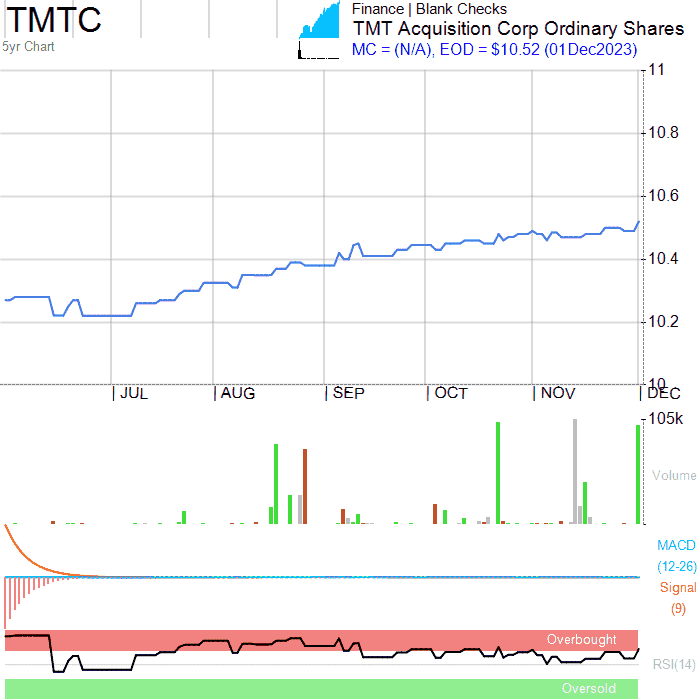 TMTC
Finance | Blank Checks
TMT Acquisition Corp Ordinary Shares
5yr Chart
MC = (N/A), EOD = $10.52 (01Dec2023)
11
10.8
10.6
10.4
10.2
10
| JUL | AUG | SEP | OCT | NOV | DEC
105k
Volume
MACD
(12-26)
Signal
(9)
Overbought
RSI(14)
Oversold